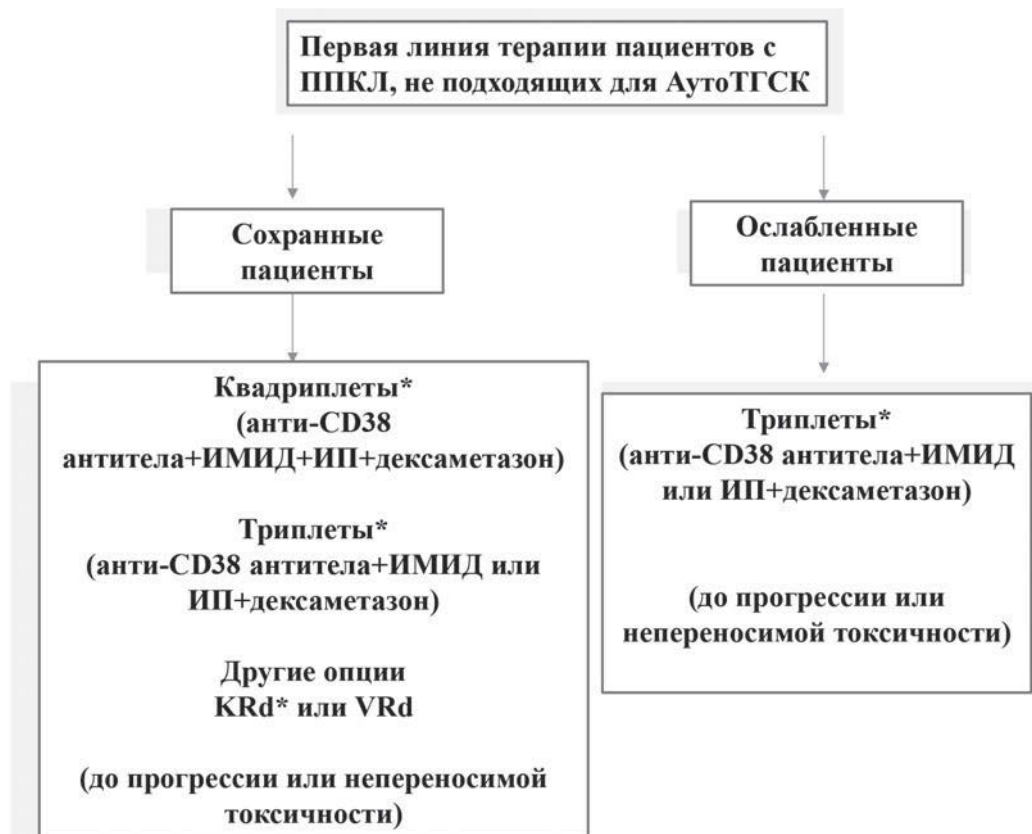 Первая линия терапии пациентов с
ППКЛ, не подходящих для АутоТГСК
Сохранные
пациенты
Ослабленные
пациенты
Квадриплеты*
(анти-CD38
антитела+ИМИД+ИП+дексаметазон)
Триплеты*
(анти-CD38 антитела+ИМИД или
ИП+дексаметазон)
Другие опции
KRd* или VRd
(до прогрессии или непереносимой
токсичности)
Триплеты*
(анти-CD38 антитела+ИМИД
или ИП+дексаметазон)
(до прогрессии или
непереносимой токсичности)